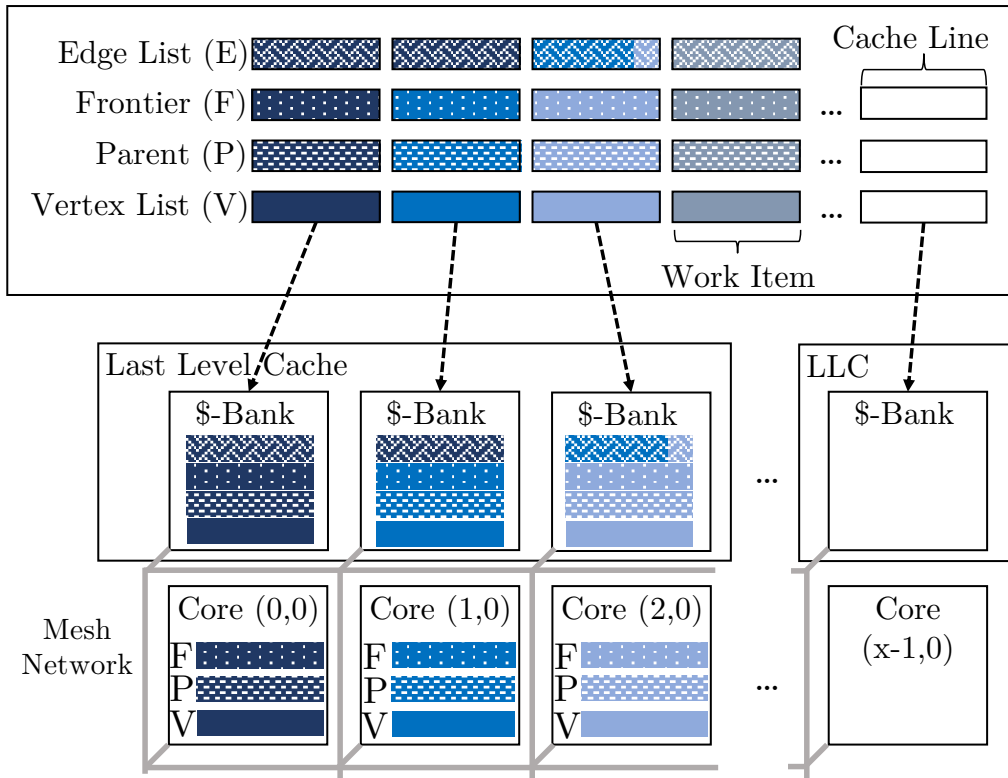 Edge List (E)
Cache Line
Frontier (F)
...
Parent (P)
...
Vertex List (V)
...
Work Item
Last Level Cache
LLC
$-Bank
$-Bank
$-Bank
$-Bank
...
Mesh
Network
Core (0,0)
F
P
V
Core (1,0)
F
P
V
Core (2,0)
F
P
V
...
Core
(x-1,0)